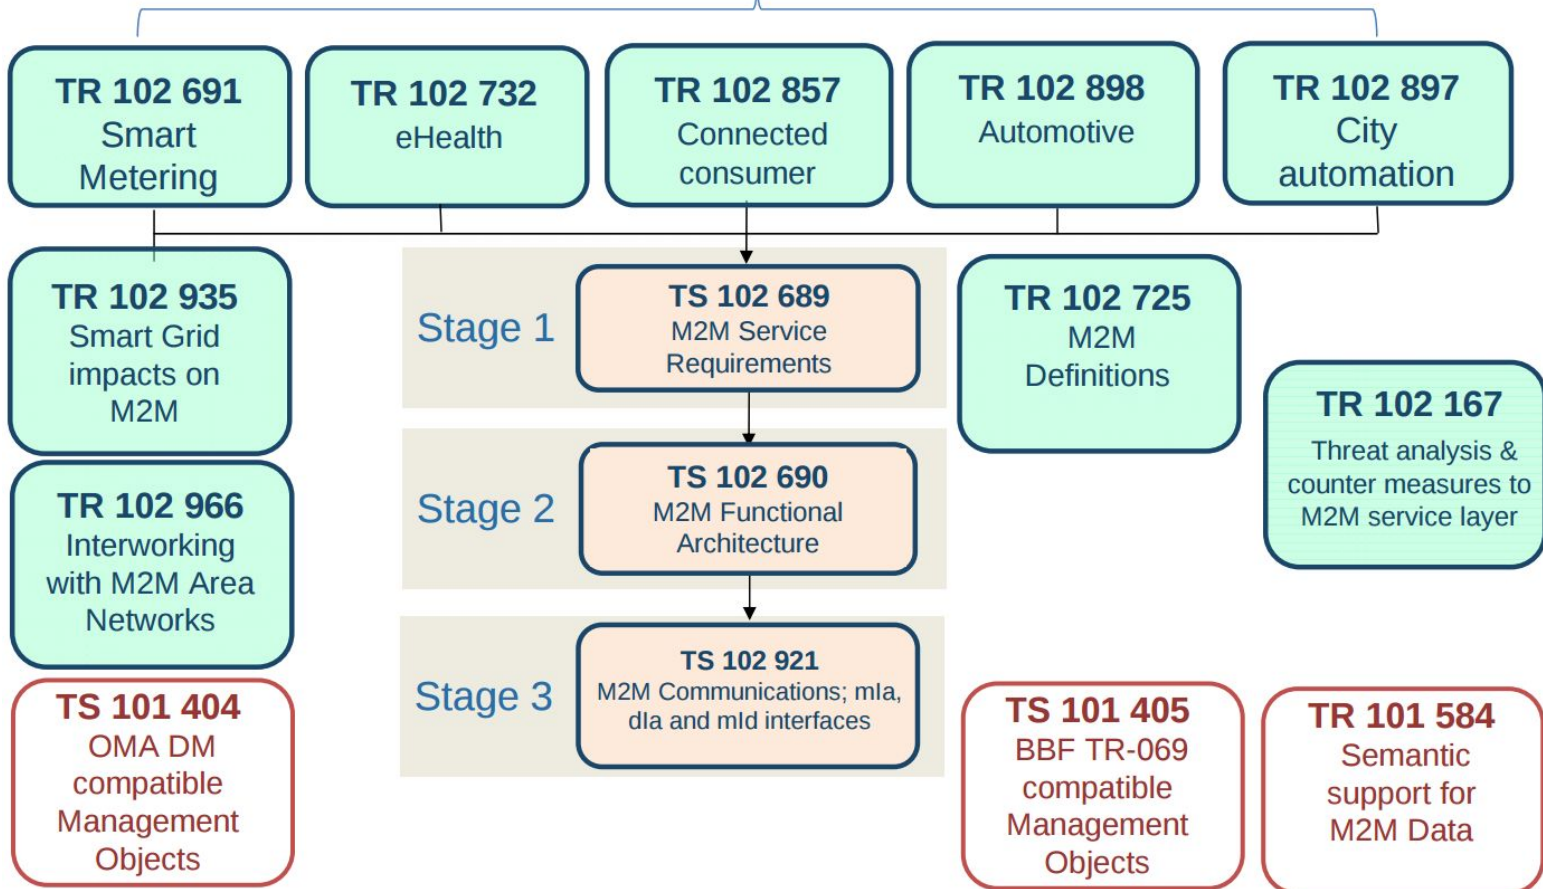 TR 102 691
Smart
Metering
TR 102 732
eHealth
TR 102 857
Connected
consumer
TR 102 898
Automotive
TR 102 897
City
automation
TR 102 935
Smart Grid
impacts on
M2M
Stage 1
TS 102 689
M2M Service
Requirements
TR 102 725
M2M
Definitions
TR 102 167
Threat analysis &
counter measures to
M2M service layer
TR 102 966
Interworking
with M2M Area
Networks
Stage 2
TS 102 690
M2M Functional
Architecture
Stage 3
TS 102 921
M2M Communications; mIa,
dIa and mId interfaces
TS 101 404
OMA DM
compatible
Management
Objects
TS 101 405
BBF TR-069
compatible
Management
Objects
TR 101 584
Semantic
support for
M2M Data